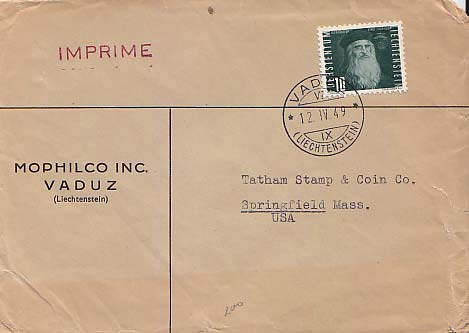 IMPRIME
LIECHTENSTEIN
10
VADUZ
12.IV.49
IX
(LIECHTENSTEIN)
MOPHILCO INC.
VADUZ
(Liechtenstein)
Tatham Stamp & Coin Co.
Springfield Mass.
USA
200